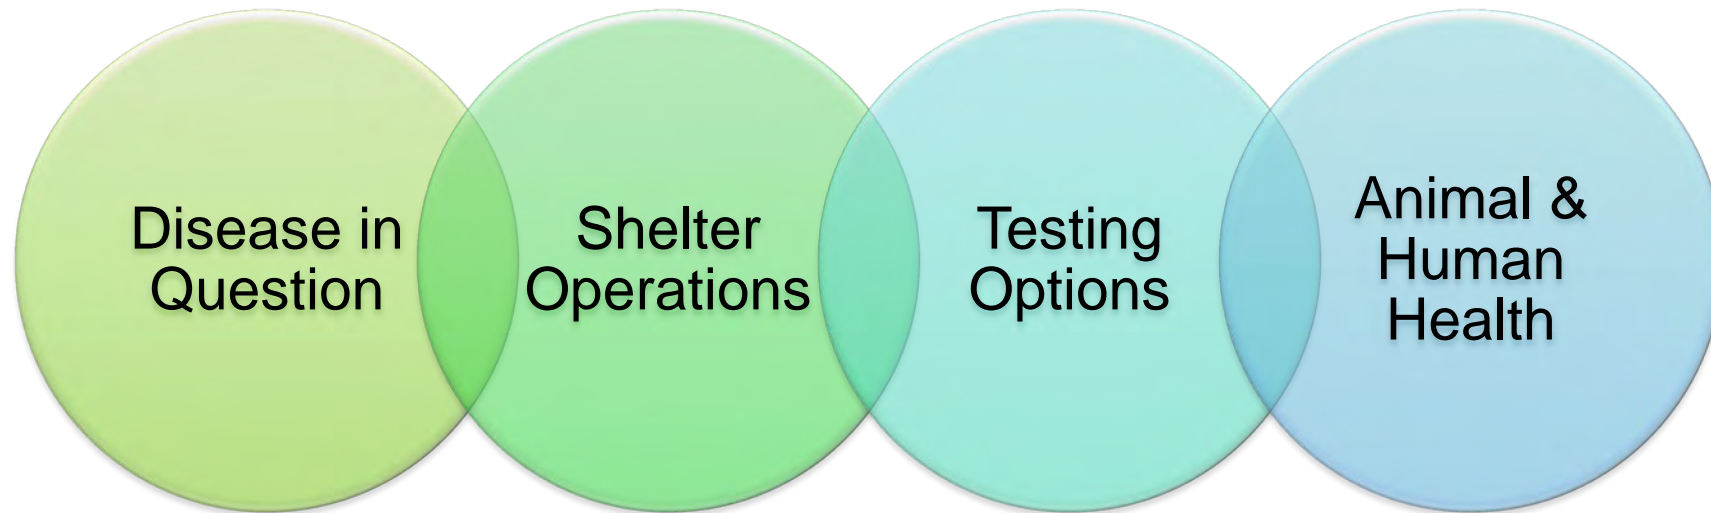 Disease in
Question
Shelter
Operations
Testing
Options
Animal &
Human
Health